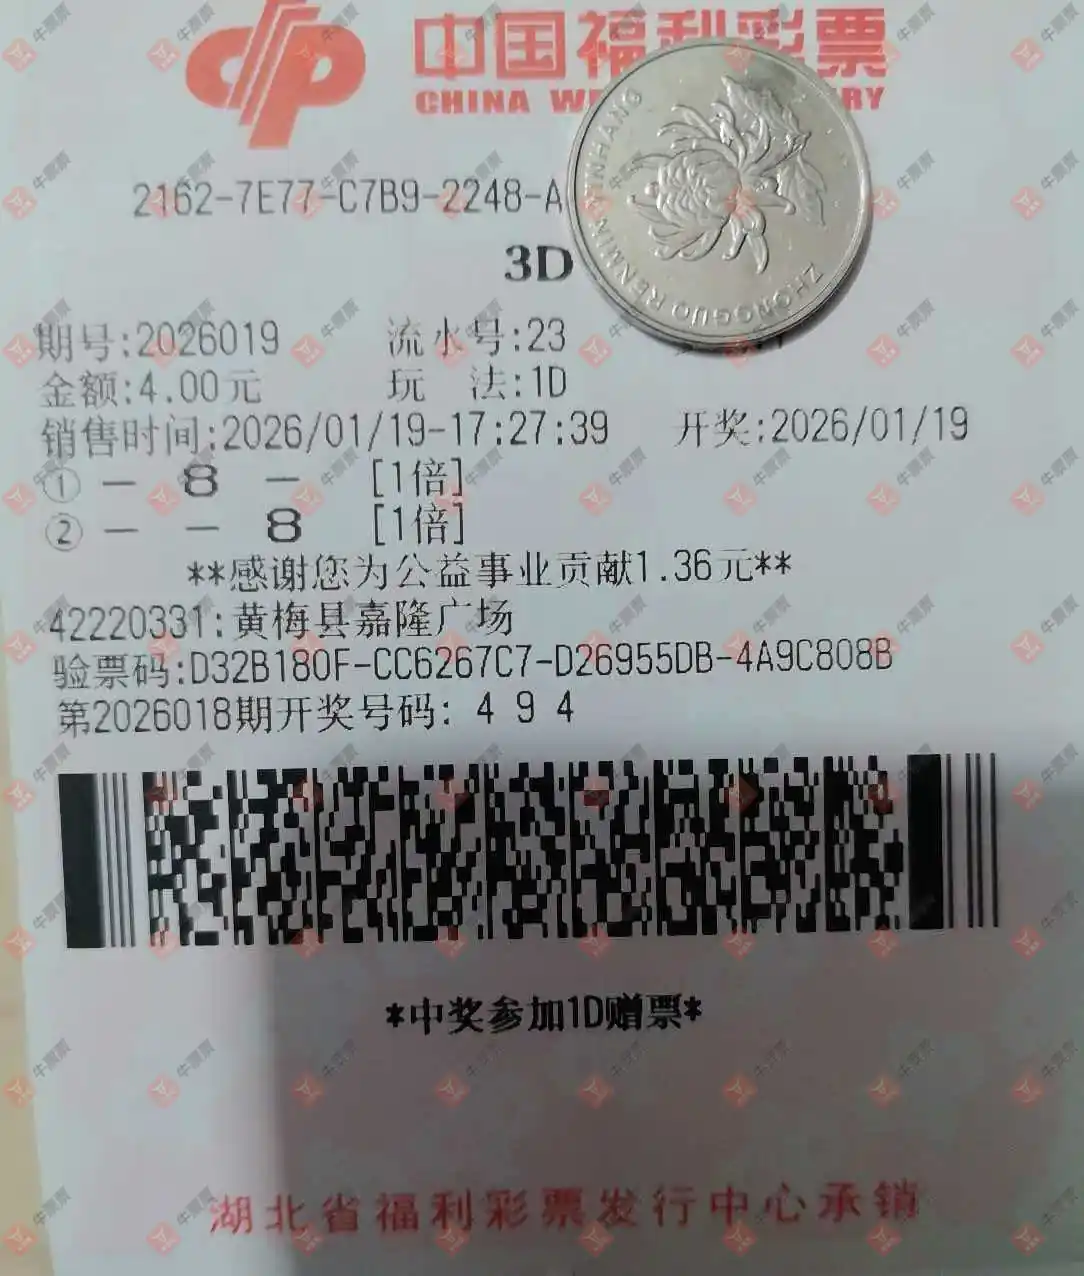 中国福利彩票
CHINA WE RY
2162-7E77-C7B9-2248-A
3D
ZHONGGUO RENMIN YINHANG
期号:2026019 流水号:23
金额:4.00元 玩 法:1D
销售时间:2026/01/19-17:27:39 开奖:2026/01/19
① — 8 — [1倍]
② — — 8 [1倍]
**感谢您为公益事业贡献1.36元**
42220331:黄梅县嘉隆广场
验票码:D32B180F-CC6267C7-D26955DB-4A9C808B
第2026018期开奖号码: 4 9 4
*中奖参加1D赠票*
湖北省福利彩票发行中心承销
牛票票